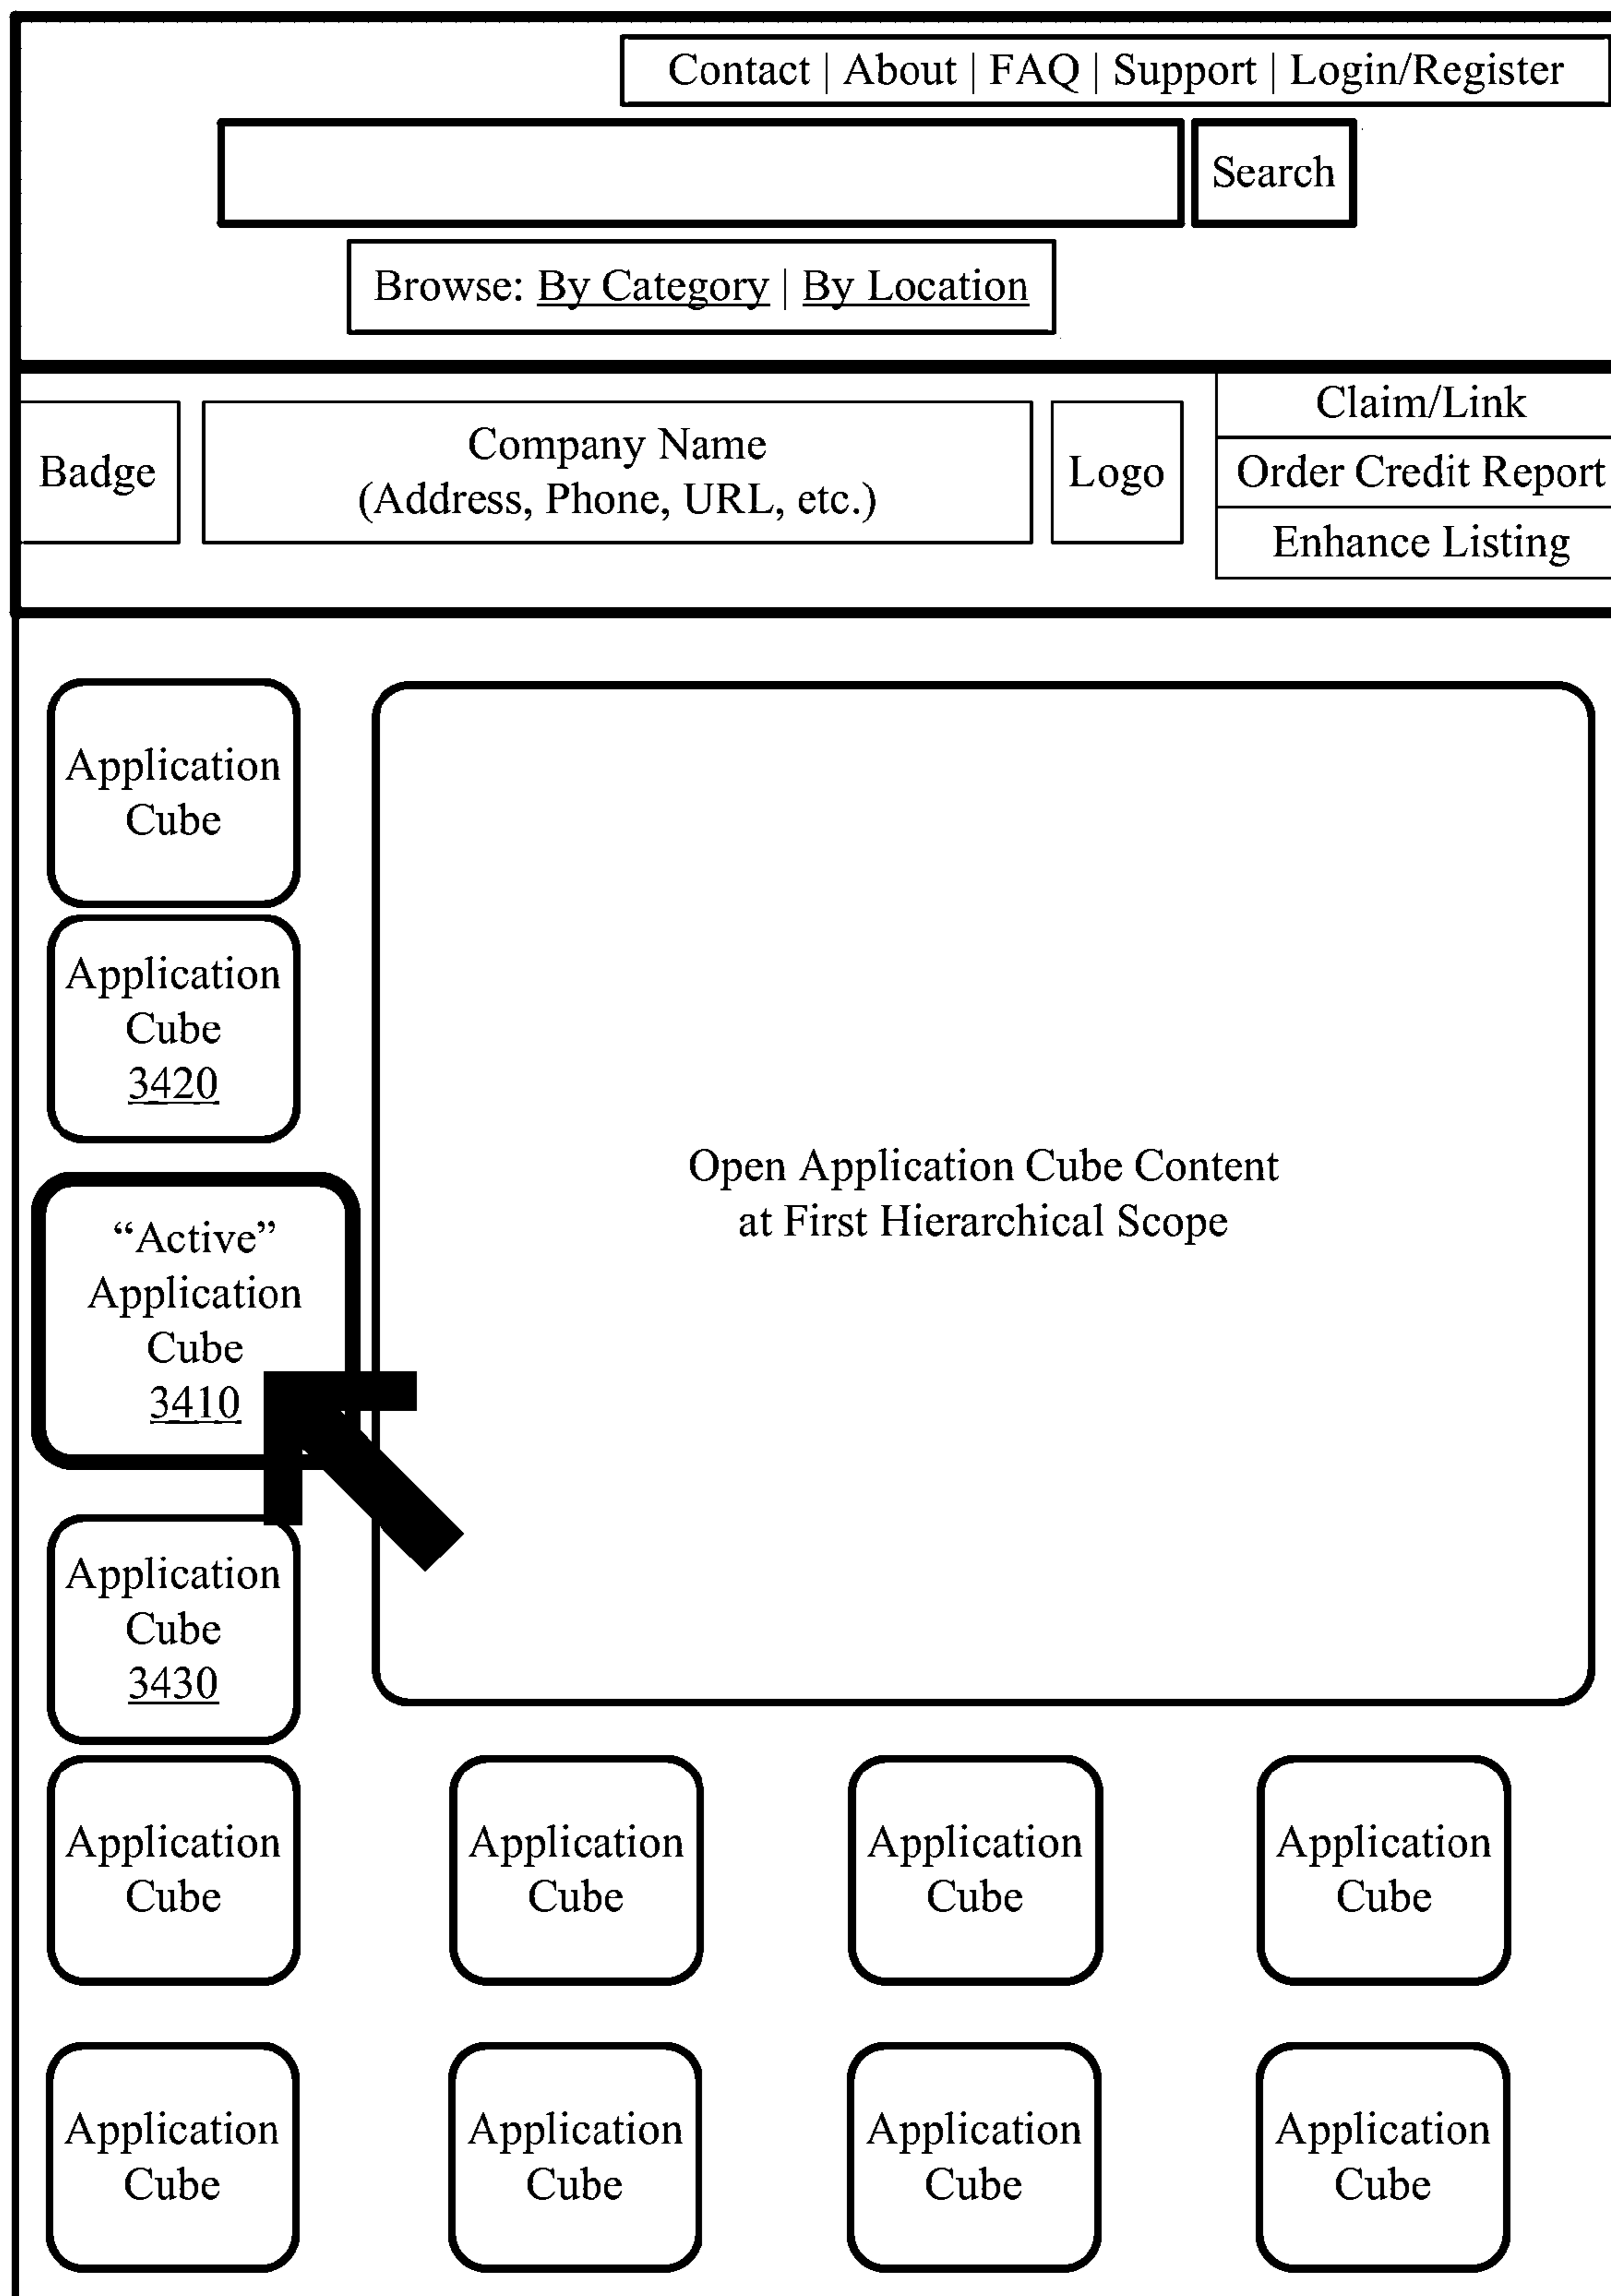 Contact | About | FAQ | Support | Login/Register
Search
Browse: By Category | By Location
Badge
Company Name
(Address, Phone, URL, etc.)
Logo
Claim/Link
Order Credit Report
Enhance Listing
Application
Cube
Application
Cube
3420
“Active”
Application
Cube
3410
Open Application Cube Content
at First Hierarchical Scope
Application
Cube
3430
Application
Cube
Application
Cube
Application
Cube
Application
Cube
Application
Cube
Application
Cube
Application
Cube
Application
Cube